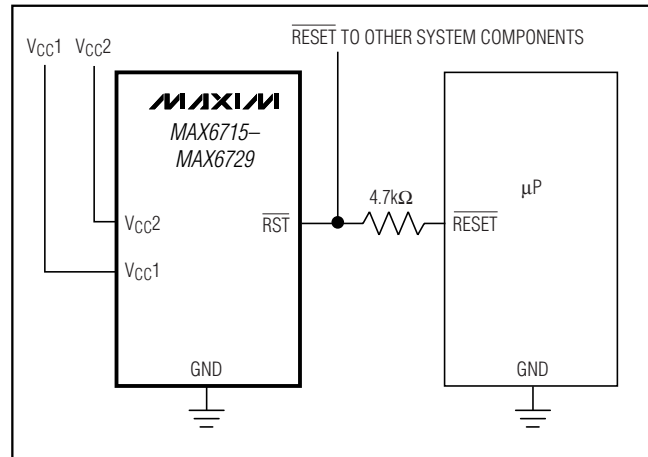 VCC1 VCC2
RESET TO OTHER SYSTEM COMPONENTS
MAXIM
MAX6715–
MAX6729
4.7kΩ
μP
VCC2
RST
RESET
VCC1
GND
GND